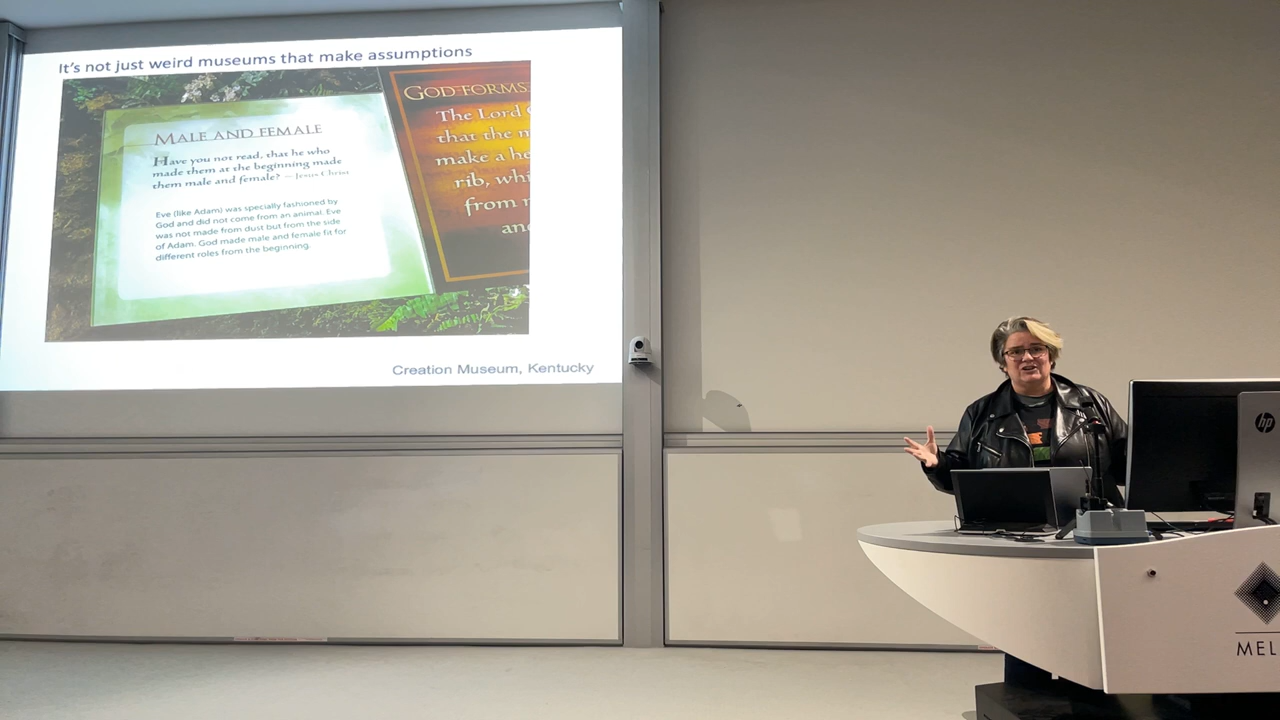 It's not just weird museums that make assumptions
MALE AND FEMALE
Have you not read, that he who
made them at the beginning made
them male and female? — Jesus Christ
Eve (like Adam) was specially fashioned by
God and did not come from an animal. Eve
was not made from dust but from the side
of Adam. God made male and female fit for
different roles from the beginning.
GOD FORMS
The Lord
that the m
make a he
rib, whi
from
an
Creation Museum, Kentucky
hp
MEL